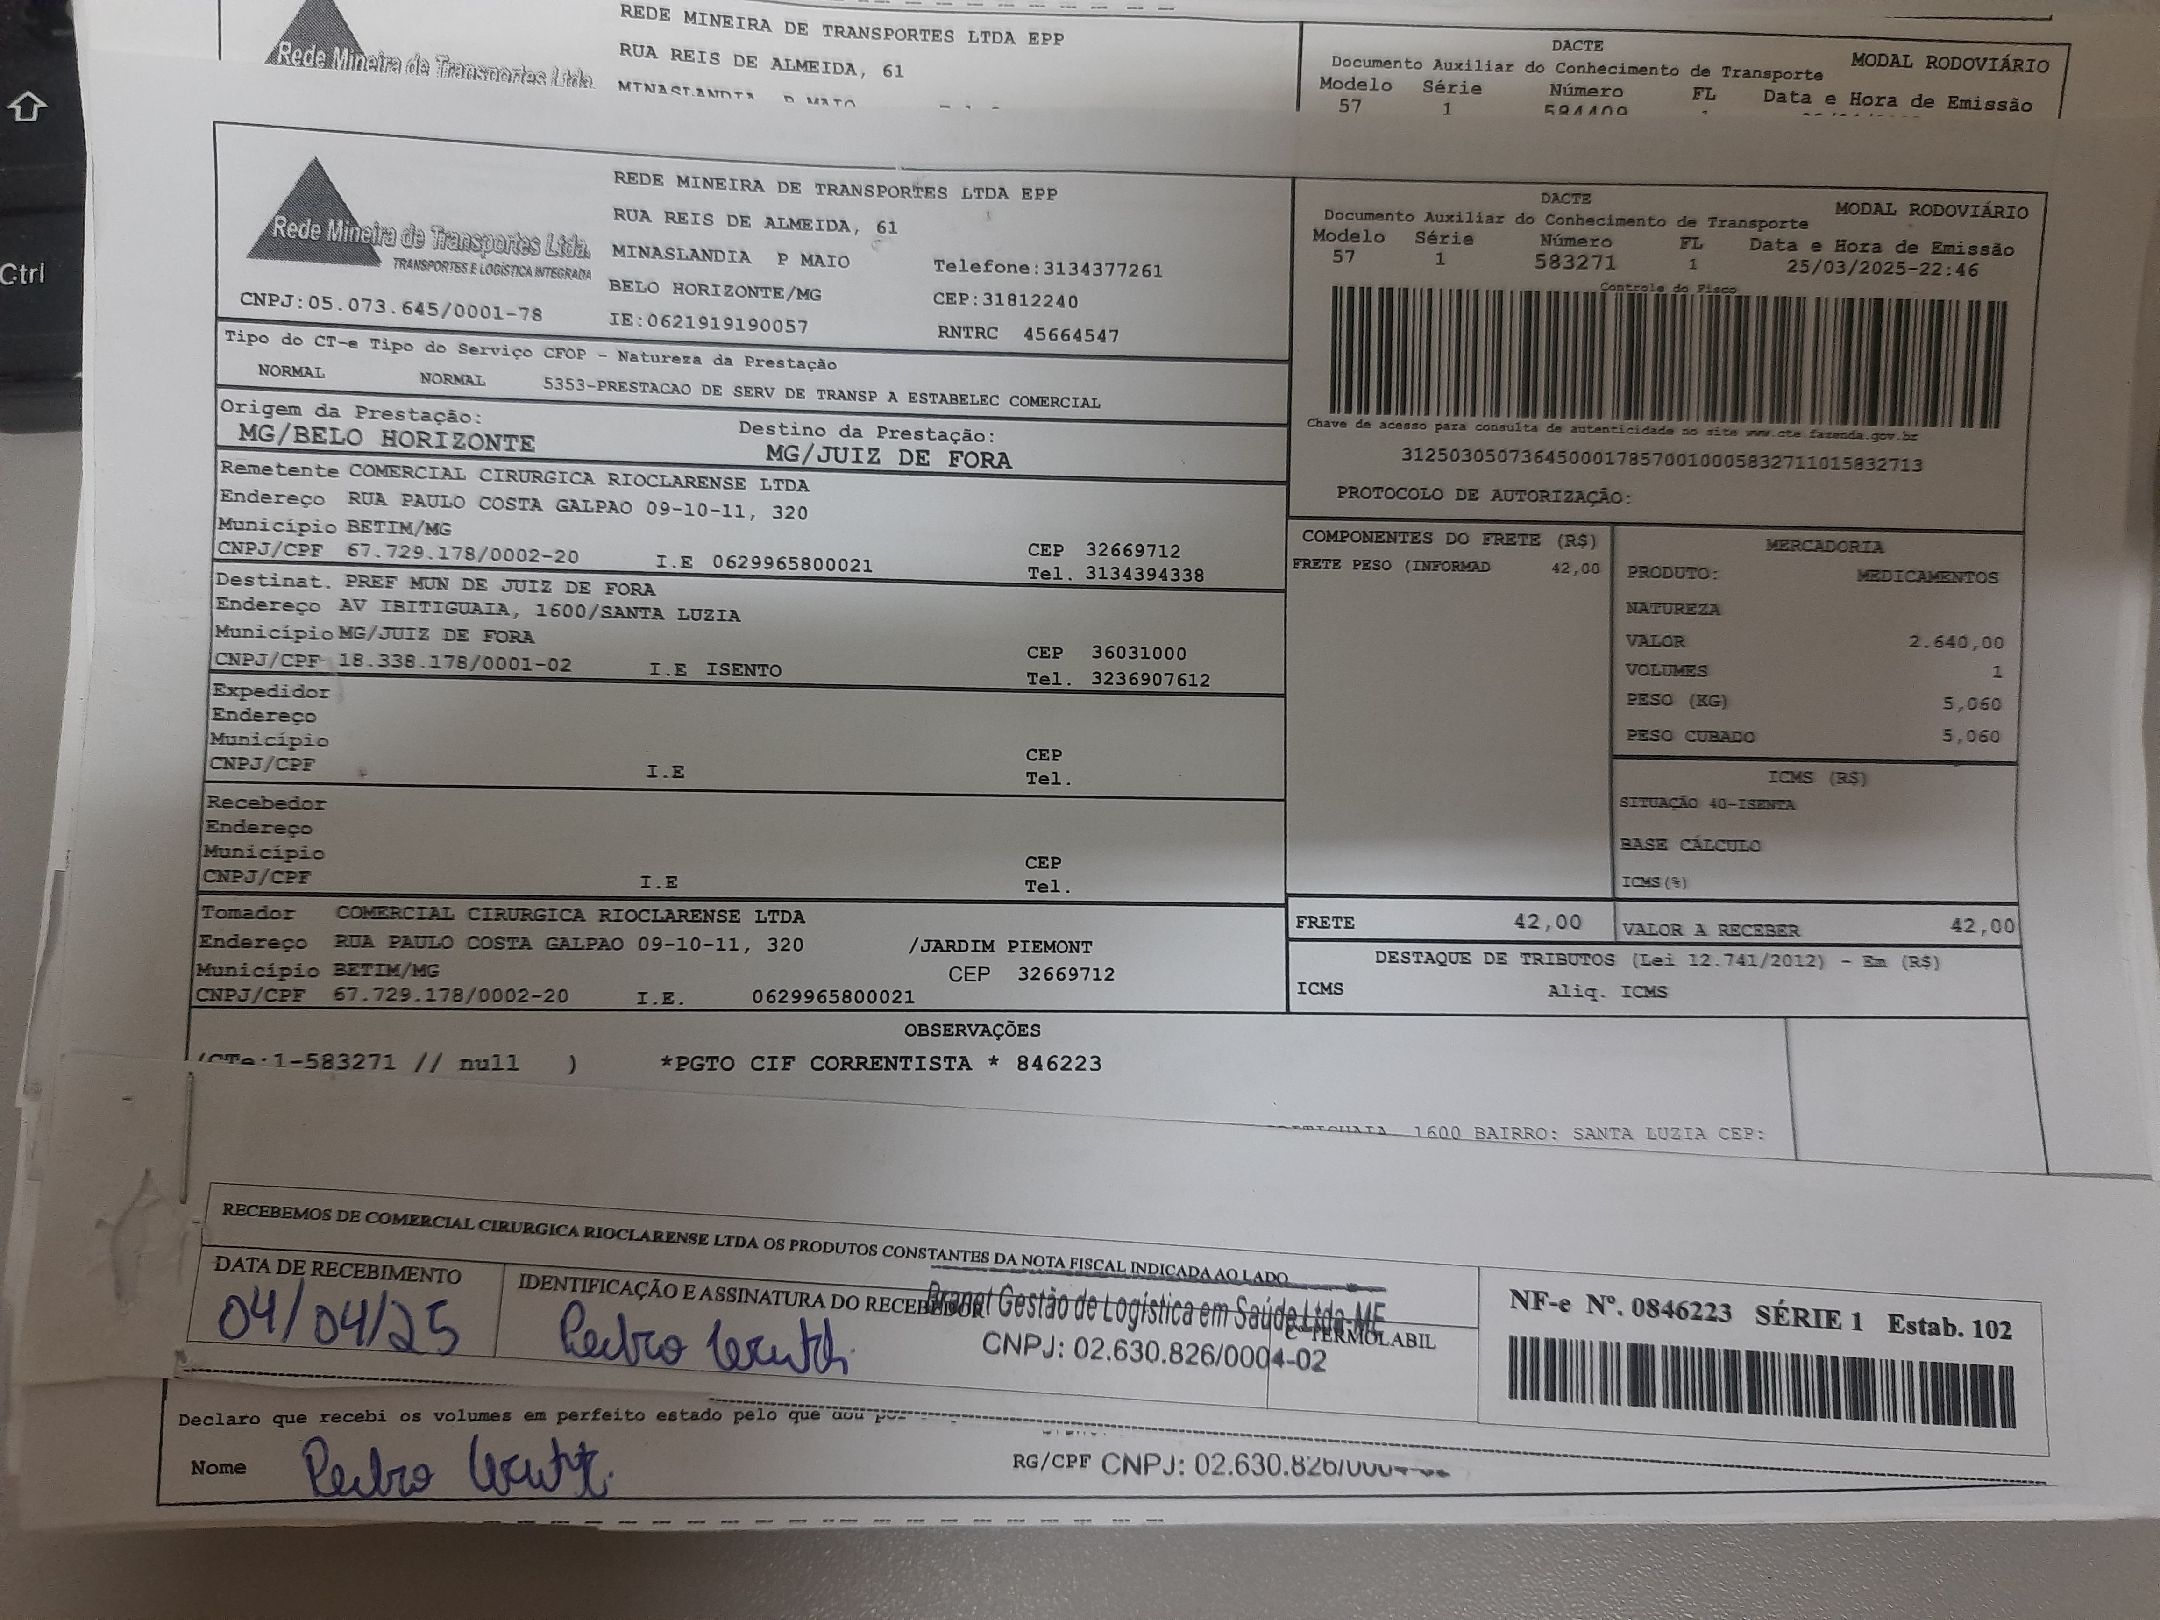 Rede Mineira de Transportes Ltda.
REDE MINEIRA DE TRANSPORTES LTDA EPP
RUA REIS DE ALMEIDA, 61
DACTE
MODAL RODOVIÁRIO
Documento Auxiliar do Conhecimento de Transporte
Modelo Série Número FL Data e Hora de Emissão
57 1 584409
Rede Mineira de Transportes Ltda.
TRANSPORTES E LOGÍSTICA INTEGRADA
CNPJ:05.073.645/0001-78
REDE MINEIRA DE TRANSPORTES LTDA EPP
RUA REIS DE ALMEIDA, 61
MINASLANDIA P MAIO Telefone:3134377261
BELO HORIZONTE/MG CEP:31812240
IE:0621919190057 RNTRC 45664547
DACTE
MODAL RODOVIÁRIO
Documento Auxiliar do Conhecimento de Transporte
Modelo Série Número FL Data e Hora de Emissão
57 1 583271 1 25/03/2025-22:46
Controle do Fisco
Chave de acesso para consulta de autenticidade no site www.cte.fazenda.gov.br
31250305073645000178570010005832711015832713
PROTOCOLO DE AUTORIZAÇÃO:
Tipo do CT-e Tipo do Serviço CFOP - Natureza da Prestação
NORMAL NORMAL 5353-PRESTACAO DE SERV DE TRANSP A ESTABELEC COMERCIAL
Origem da Prestação: Destino da Prestação:
MG/BELO HORIZONTE MG/JUIZ DE FORA
Remetente COMERCIAL CIRURGICA RIOCLARENSE LTDA
Endereço RUA PAULO COSTA GALPAO 09-10-11, 320
Município BETIM/MG CEP 32669712
CNPJ/CPF 67.729.178/0002-20 I.E 0629965800021 Tel. 3134394338
Destinat. PREF MUN DE JUIZ DE FORA
Endereço AV IBITIGUAIA, 1600/SANTA LUZIA
Município MG/JUIZ DE FORA CEP 36031000
CNPJ/CPF 18.338.178/0001-02 I.E ISENTO Tel. 3236907612
Expedidor
Endereço
Município CEP
CNPJ/CPF I.E Tel.
Recebedor
Endereço
Município CEP
CNPJ/CPF I.E Tel.
Tomador COMERCIAL CIRURGICA RIOCLARENSE LTDA
Endereço RUA PAULO COSTA GALPAO 09-10-11, 320 /JARDIM PIEMONT
Município BETIM/MG CEP 32669712
CNPJ/CPF 67.729.178/0002-20 I.E. 0629965800021
COMPONENTES DO FRETE (R$)
FRETE PESO (INFORMAD 42,00
MERCADORIA
PRODUTO: MEDICAMENTOS
NATUREZA
VALOR 2.640,00
VOLUMES 1
PESO (KG) 5,060
PESO CUBADO 5,060
ICMS (R$)
SITUAÇÃO 40-ISENTA
BASE CÁLCULO
ICMS(%)
FRETE 42,00 VALOR A RECEBER 42,00
DESTAQUE DE TRIBUTOS (Lei 12.741/2012) - Em (R$)
ICMS Aliq. ICMS
OBSERVAÇÕES
(CTe:1-583271 // null ) *PGTO CIF CORRENTISTA * 846223
1600 BAIRRO: SANTA LUZIA CEP:
RECEBEMOS DE COMERCIAL CIRURGICA RIOCLARENSE LTDA OS PRODUTOS CONSTANTES DA NOTA FISCAL INDICADA AO LADO
DATA DE RECEBIMENTO
04/04/25
IDENTIFICAÇÃO E ASSINATURA DO RECEBEDOR
Pedro
Gestão de Logística em Saúde Ltda-ME
TERMOLABIL
CNPJ: 02.630.826/0004-02
NF-e Nº. 0846223 SÉRIE 1 Estab. 102
Declaro que recebi os volumes em perfeito estado pelo que dou
Nome Pedro RG/CPF CNPJ: 02.630.826/
Ctrl